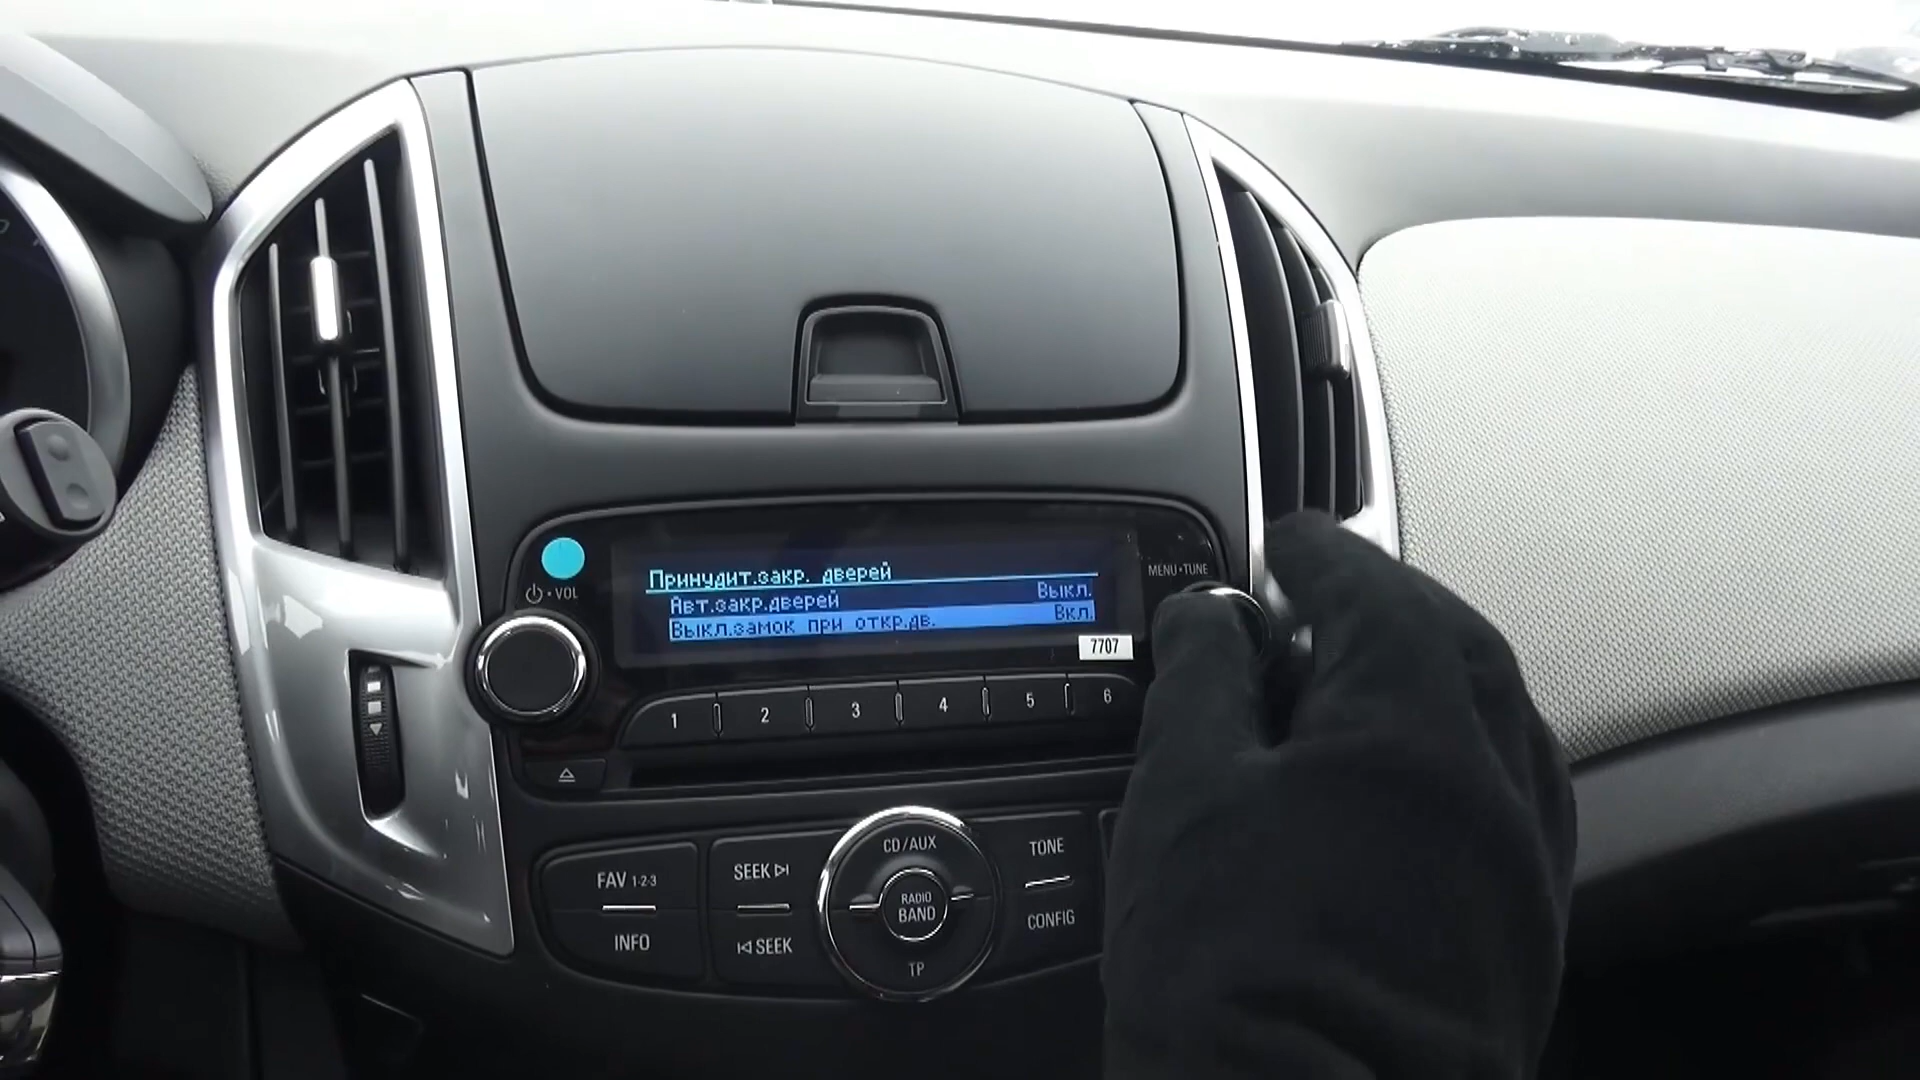 Принудит.закр. дверей
Авт.закр.дверей Выкл.
Выкл.замок при откр.дв. Вкл.
VOL
MENU•TUNE
7707
1 2 3 4 5 6
FAV 1-2-3
INFO
SEEK
SEEK
CD/AUX
RADIO
BAND
TP
TONE
CONFIG